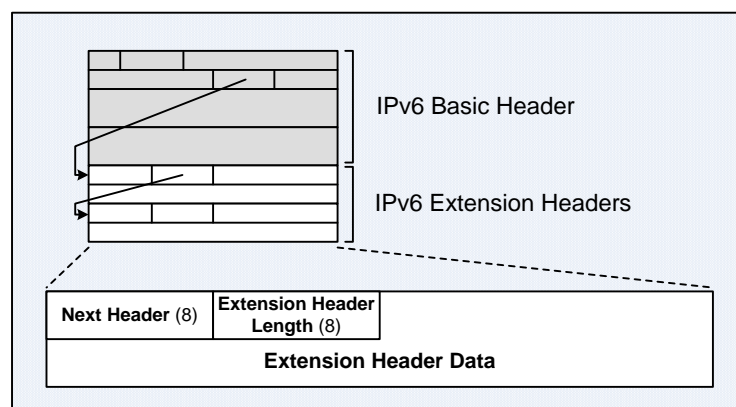 IPv6 Basic Header
IPv6 Extension Headers
Next Header (8)
Extension Header
Length (8)
Extension Header Data